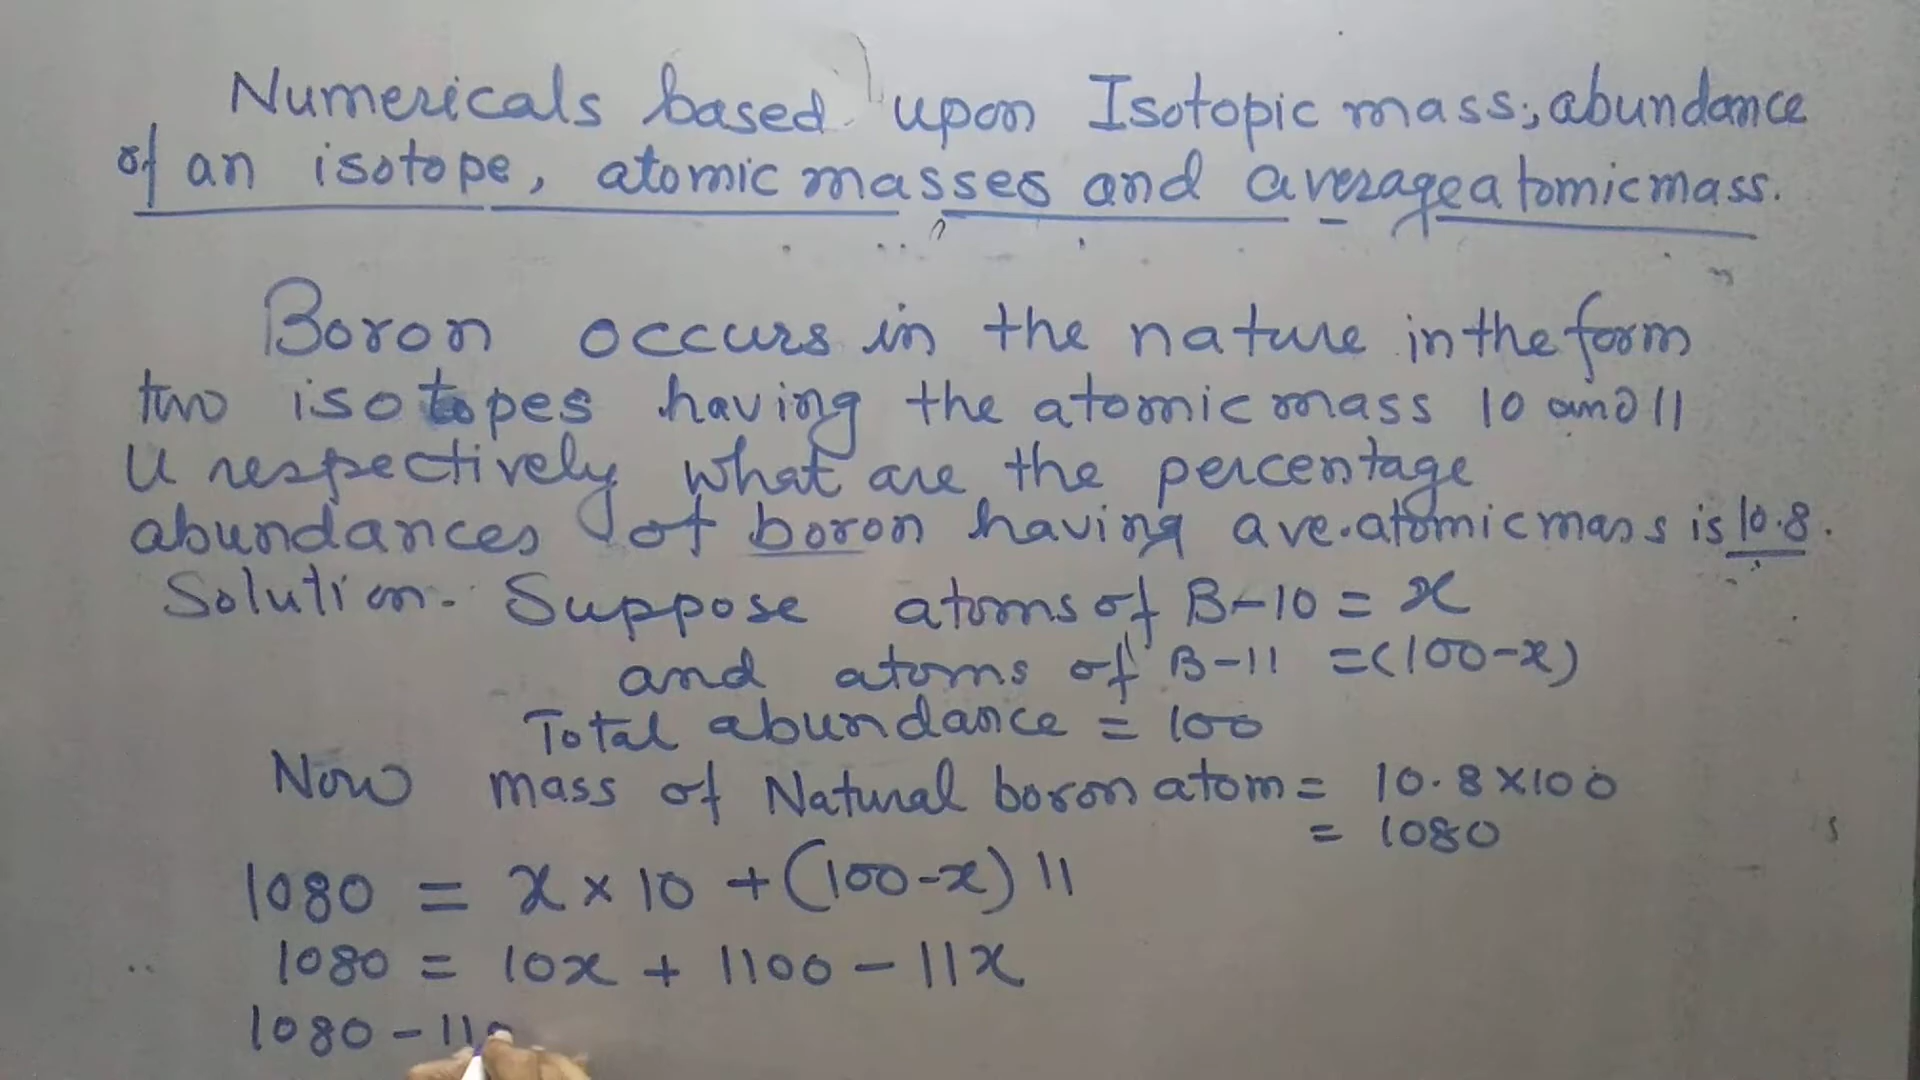 Numericals based upon Isotopic mass, abundance
of an isotope, atomic masses and average atomic mass.
Boron occurs in the nature in the form
two isotopes having the atomic mass 10 and 11
U respectively what are the percentage
abundances of boron having ave. atomic mass is 10.8.
Solution - Suppose atoms of B-10 = x
and atoms of B-11 = (100-x)
Total abundance = 100
Now mass of Natural boron atom = 10.8 x 100
= 1080
1080 = x × 10 + (100-x) 11
1080 = 10x + 1100 - 11x
1080 - 11